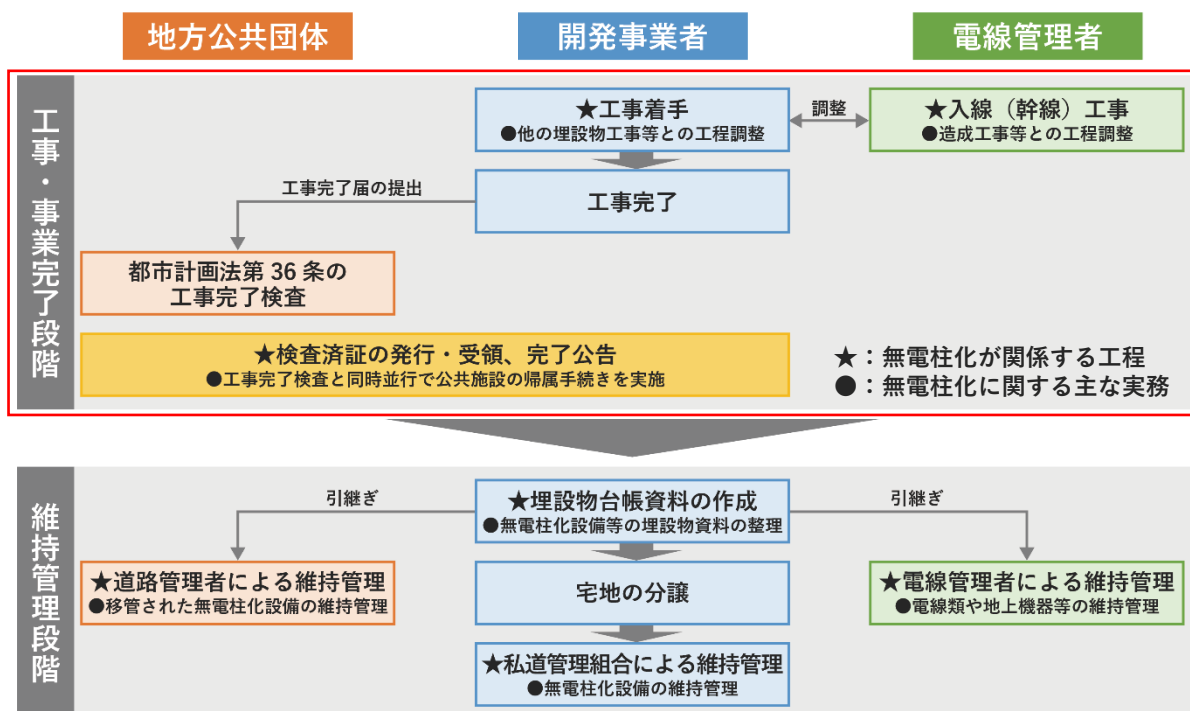 地方公共団体
開発事業者
電線管理者
工事・事業完了段階
★工事着手
●他の埋設物工事等との工程調整
調整
★入線（幹線）工事
●造成工事等との工程調整
工事完了届の提出
工事完了
都市計画法第 36 条の
工事完了検査
★検査済証の発行・受領、完了公告
●工事完了検査と同時並行で公共施設の帰属手続きを実施
★：無電柱化が関係する工程
●：無電柱化に関する主な実務
維持管理段階
引継ぎ
★埋設物台帳資料の作成
●無電柱化設備等の埋設物資料の整理
引継ぎ
★道路管理者による維持管理
●移管された無電柱化設備の維持管理
宅地の分譲
★電線管理者による維持管理
●電線類や地上機器等の維持管理
★私道管理組合による維持管理
●無電柱化設備の維持管理